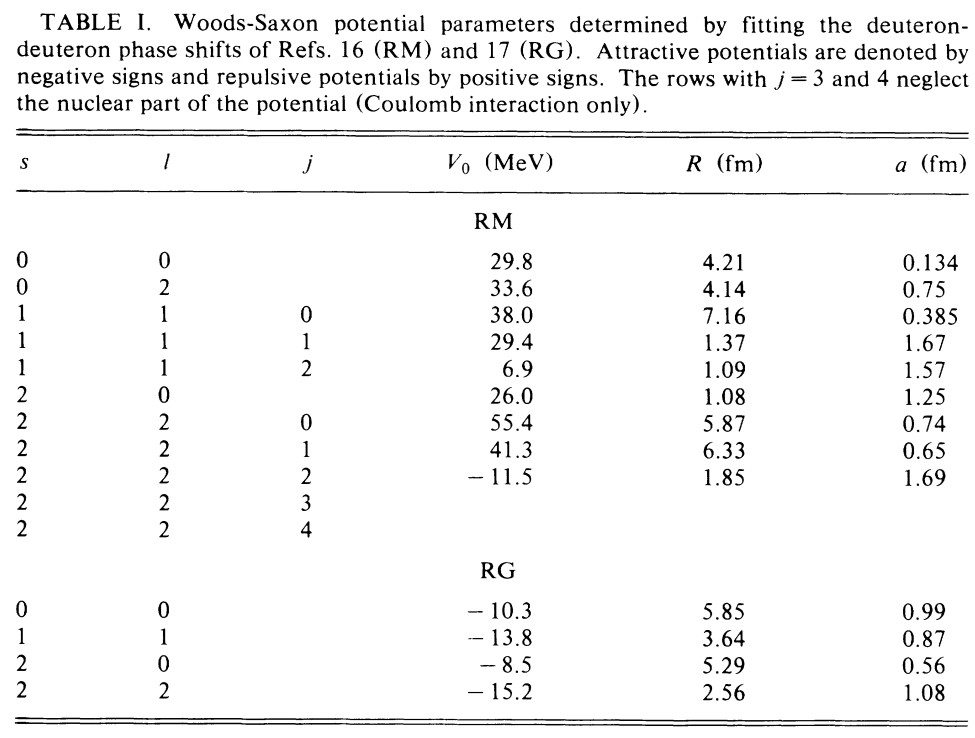 TABLE I. Woods-Saxon potential parameters determined by fitting the deuteron-
deuteron phase shifts of Refs. 16 (RM) and 17 (RG). Attractive potentials are denoted by
negative signs and repulsive potentials by positive signs. The rows with j = 3 and 4 neglect
the nuclear part of the potential (Coulomb interaction only).
s l j V₀ (MeV) R (fm) a (fm)
RM
0 0 29.8 4.21 0.134
0 2 33.6 4.14 0.75
1 1 0 38.0 7.16 0.385
1 1 1 29.4 1.37 1.67
1 1 2 6.9 1.09 1.57
2 0 26.0 1.08 1.25
2 2 0 55.4 5.87 0.74
2 2 1 41.3 6.33 0.65
2 2 2 −11.5 1.85 1.69
2 2 3
2 2 4
RG
0 0 −10.3 5.85 0.99
1 1 −13.8 3.64 0.87
2 0 −8.5 5.29 0.56
2 2 −15.2 2.56 1.08